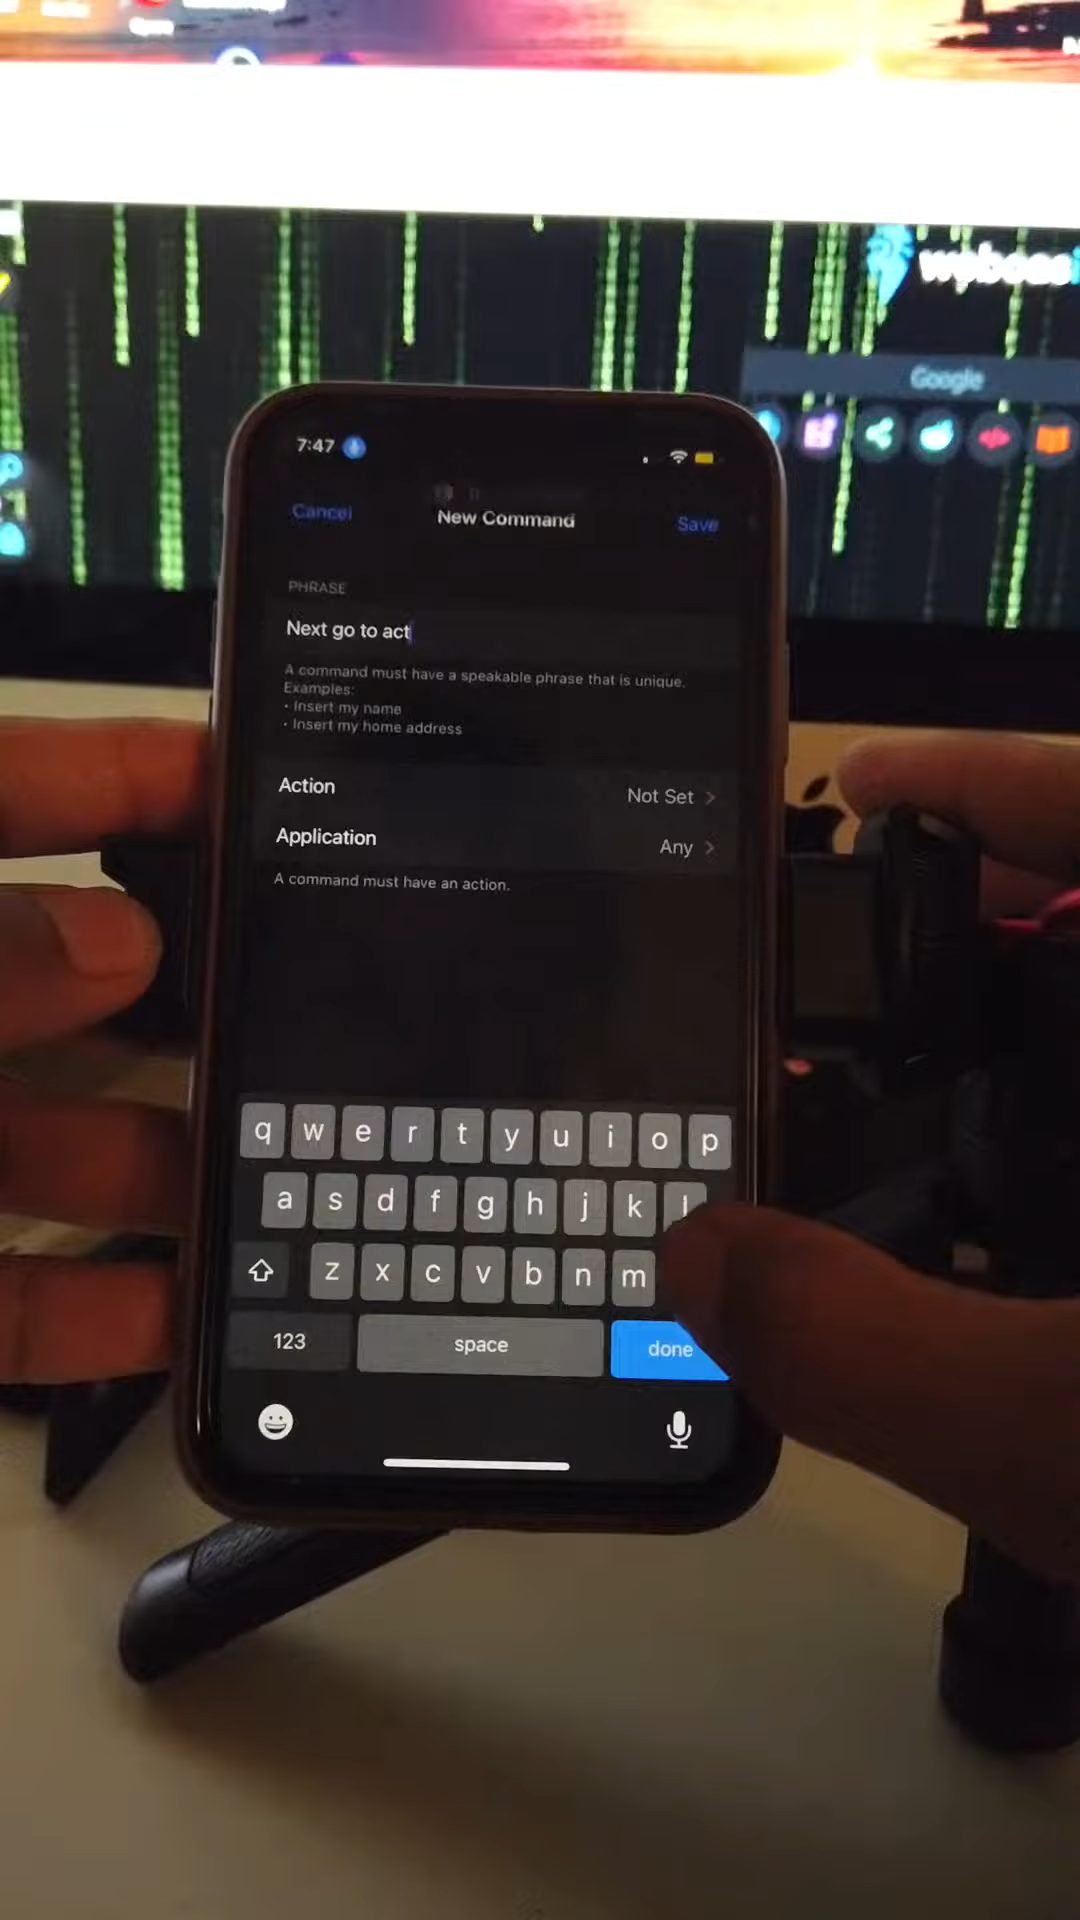 Google
7:47
Cancel
New Command
Save
PHRASE
Next go to act
A command must have a speakable phrase that is unique.
Examples:
• Insert my name
• Insert my home address
Action
Not Set
Application
Any
A command must have an action.
q w e r t y u i o p
a s d f g h j k l
z x c v b n m
123
space
done